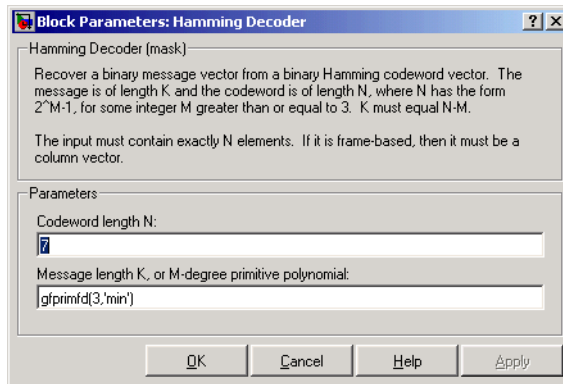 Block Parameters: Hamming Decoder
Hamming Decoder (mask)
Recover a binary message vector from a binary Hamming codeword vector. The
message is of length K and the codeword is of length N, where N has the form
2^M-1, for some integer M greater than or equal to 3. K must equal N-M.
The input must contain exactly N elements. If it is frame-based, then it must be a
column vector.
Parameters
Codeword length N:
7
Message length K, or M-degree primitive polynomial:
gfprimfd(3,'min')
OK Cancel Help Apply